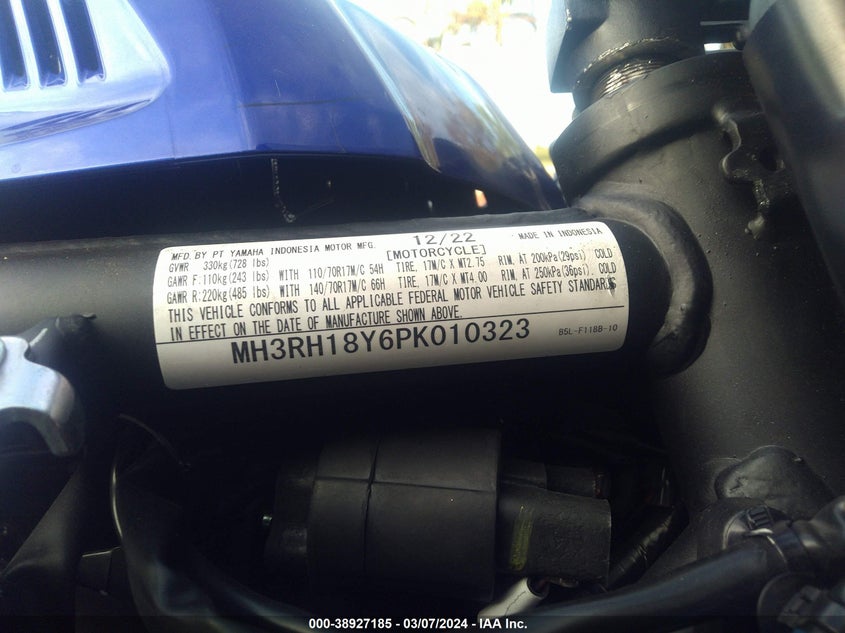 MFD. BY PT YAMAHA INDONESIA MOTOR MFG. 12/22 MADE IN INDONESIA
GVWR 330kg(728 lbs) [MOTORCYCLE]
GAWR F:110kg(243 lbs) WITH 110/70R17M/C 54H TIRE, 17M/C X MT2.75 RIM. AT 200kPa(29psi). COLD
GAWR R:220kg(485 lbs) WITH 140/70R17M/C 66H TIRE, 17M/C X MT4.00 RIM. AT 250kPa(36psi). COLD
THIS VEHICLE CONFORMS TO ALL APPLICABLE FEDERAL MOTOR VEHICLE SAFETY STANDARDS
IN EFFECT ON THE DATE OF MANUFACTURE SHOWN ABOVE.
MH3RH18Y6PK010323 B5L-F118B-10
000-38927185 - 03/07/2024 - IAA Inc.